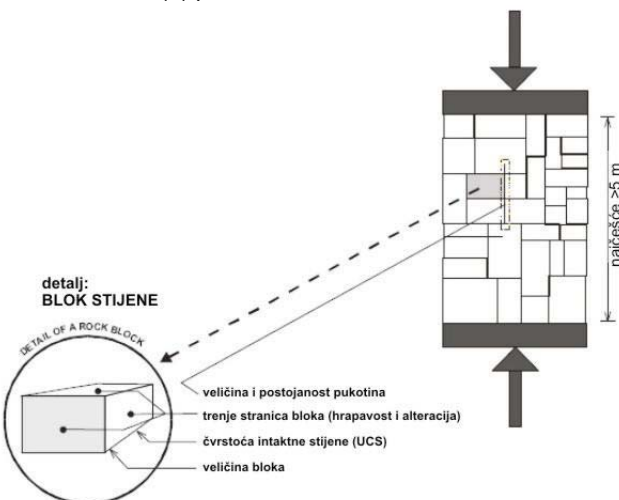 najčešće >5 m
detalj:
BLOK STIJENE
DETAIL OF A ROCK BLOCK
veličina i postojanost pukotina
trenje stranica bloka (hrapavost i alteracija)
čvrstoća intaktne stijene (UCS)
veličina bloka